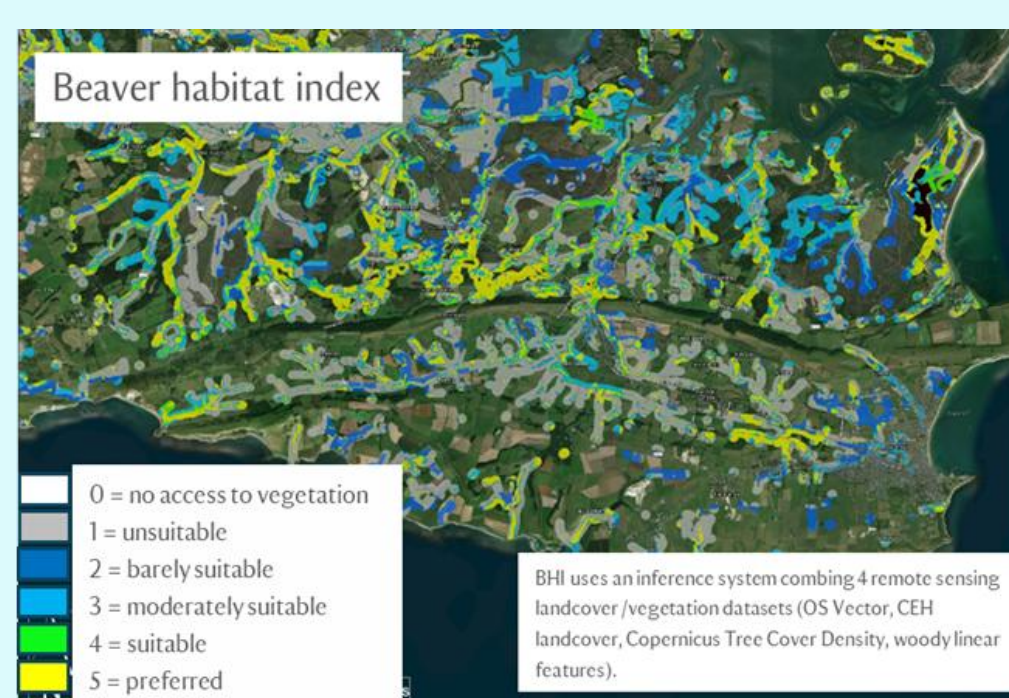 Beaver habitat index
0 = no access to vegetation
1 = unsuitable
2 = barely suitable
3 = moderately suitable
4 = suitable
5 = preferred
BHI uses an inference system combing 4 remote sensing
landcover /vegetation datasets (OS Vector, CEH
landcover, Copernicus Tree Cover Density, woody linear
features).